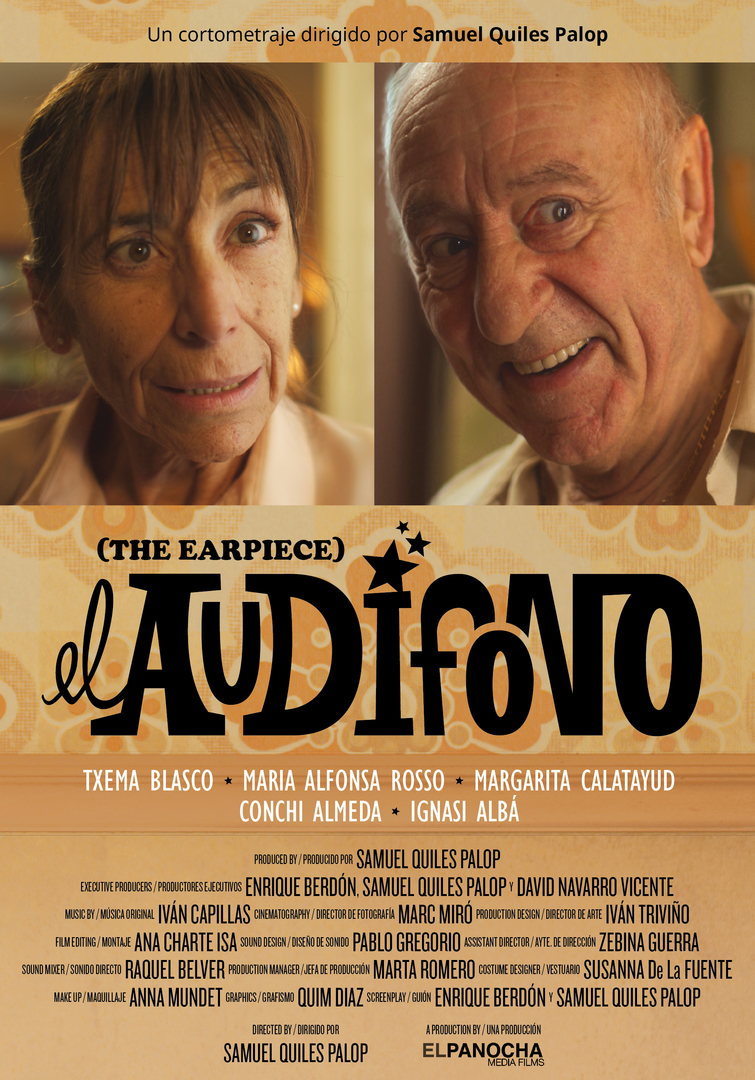 Un cortometraje dirigido por Samuel Quiles Palop
(THE EARPIECE)
el AUDÍFONO
TXEMA BLASCO ★ MARIA ALFONSA ROSSO ★ MARGARITA CALATAYUD
CONCHI ALMEDA ★ IGNASI ALBÁ
PRODUCED BY / PRODUCIDO POR SAMUEL QUILES PALOP
EXECUTIVE PRODUCERS / PRODUCTORES EJECUTIVOS ENRIQUE BERDÓN, SAMUEL QUILES PALOP Y DAVID NAVARRO VICENTE
MUSIC BY / MÚSICA ORIGINAL IVÁN CAPILLAS CINEMATOGRAPHY / DIRECTOR DE FOTOGRAFÍA MARC MIRÓ PRODUCTION DESIGN / DIRECTOR DE ARTE IVÁN TRIVIÑO
FILM EDITING / MONTAJE ANA CHARTE ISA SOUND DESIGN / DISEÑO DE SONIDO PABLO GREGORIO ASSISTANT DIRECTOR / AYTE. DE DIRECCIÓN ZEBINA GUERRA
SOUND MIXER / SONIDO DIRECTO RAQUEL BELVER PRODUCTION MANAGER / JEFA DE PRODUCCIÓN MARTA ROMERO COSTUME DESIGNER / VESTUARIO SUSANNA De La FUENTE
MAKE UP / MAQUILLAJE ANNA MUNDET GRAPHICS / GRAFISMO QUIM DIAZ SCREENPLAY / GUIÓN ENRIQUE BERDÓN Y SAMUEL QUILES PALOP
DIRECTED BY / DIRIGIDO POR
SAMUEL QUILES PALOP
A PRODUCTION BY / UNA PRODUCCIÓN
ELPANOCHA
MEDIA FILMS